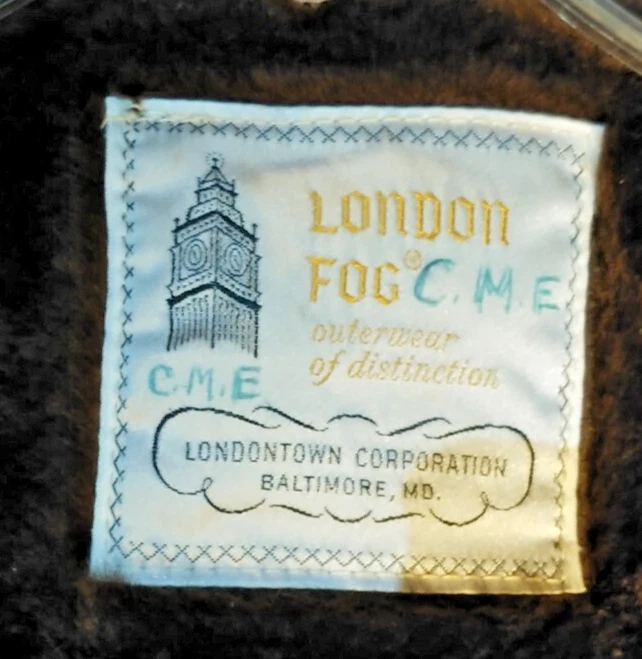 LONDON
FOG® C.M.E
outerwear
of distinction
C.M.E
LONDONTOWN CORPORATION
BALTIMORE, MD.